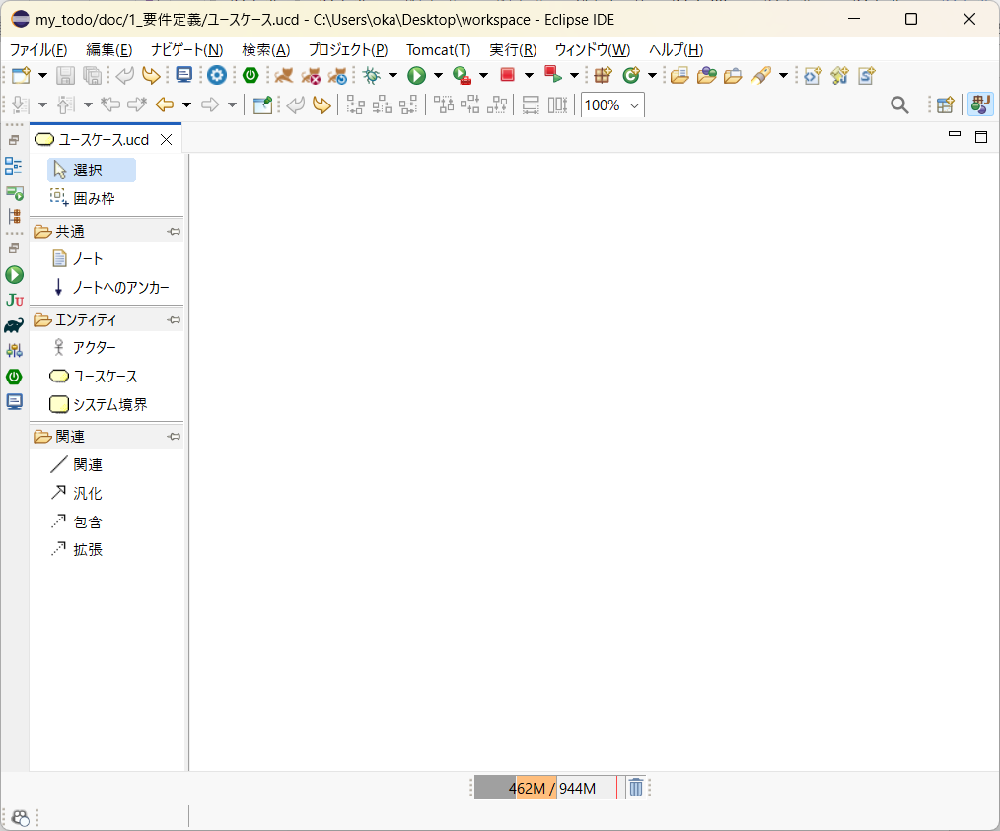 my_todo/doc/1_要件定義/ユースケース.ucd - C:\Users\oka\Desktop\workspace - Eclipse IDE
ファイル(F) 編集(E) ナビゲート(N) 検索(A) プロジェクト(P) Tomcat(T) 実行(R) ウィンドウ(W) ヘルプ(H)
100%
ユースケース.ucd
選択
囲み枠
共通
ノート
ノートへのアンカー
エンティティ
アクター
ユースケース
システム境界
関連
関連
汎化
包含
拡張
462M / 944M